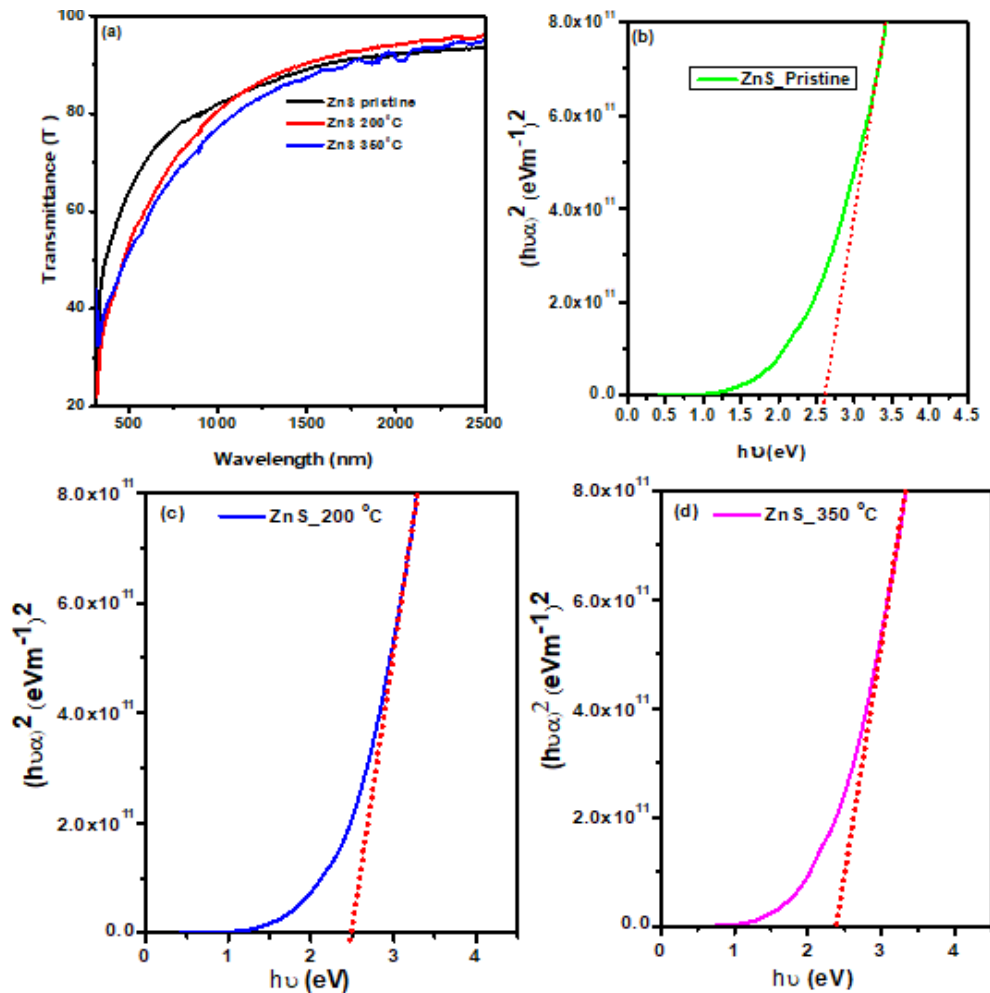 (a)
100
80
60
40
20
Transmittance (T )
ZnS pristine
ZnS 200°C
ZnS 350°C
500 1000 1500 2000 2500
Wavelength (nm)
(b)
ZnS_Pristine
8.0x10¹¹
6.0x10¹¹
4.0x10¹¹
2.0x10¹¹
0.0
(hυα)² (eVm⁻¹)²
0.0 0.5 1.0 1.5 2.0 2.5 3.0 3.5 4.0 4.5
hυ(eV)
(c)
ZnS_200 °C
8.0x10¹¹
6.0x10¹¹
4.0x10¹¹
2.0x10¹¹
0.0
(hυα)² (eVm⁻¹)²
0 1 2 3 4
hυ (eV)
(d)
ZnS_350 °C
8.0x10¹¹
6.0x10¹¹
4.0x10¹¹
2.0x10¹¹
0.0
(hυα)² (eVm⁻¹)²
0 1 2 3 4
hυ (eV)